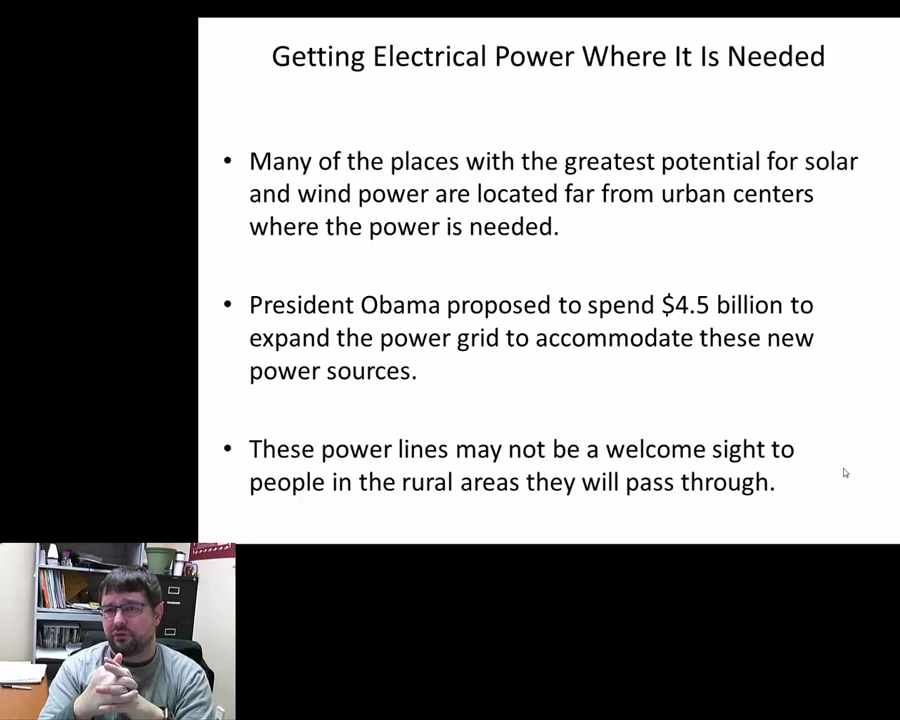 Getting Electrical Power Where It Is Needed
• Many of the places with the greatest potential for solar
and wind power are located far from urban centers
where the power is needed.
• President Obama proposed to spend $4.5 billion to
expand the power grid to accommodate these new
power sources.
• These power lines may not be a welcome sight to
people in the rural areas they will pass through.